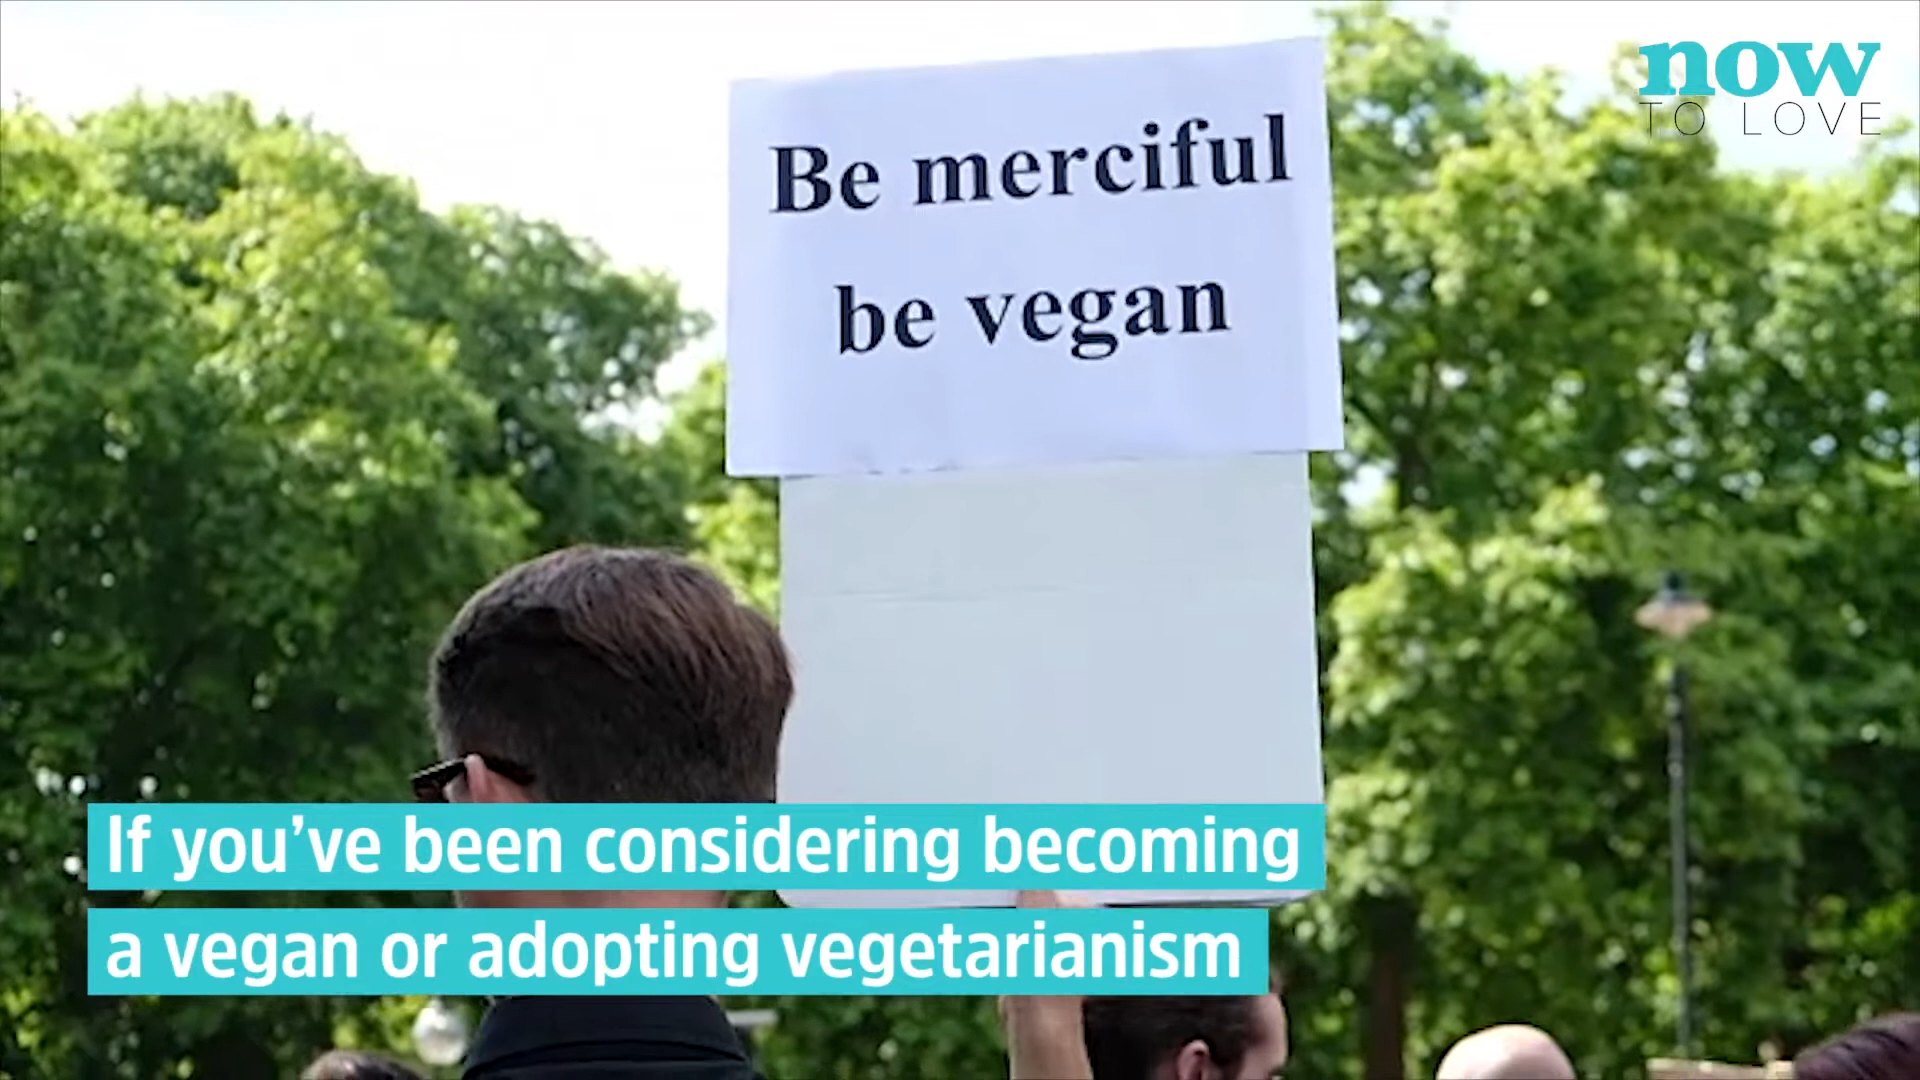 now
TO LOVE
Be merciful
be vegan
If you’ve been considering becoming
a vegan or adopting vegetarianism